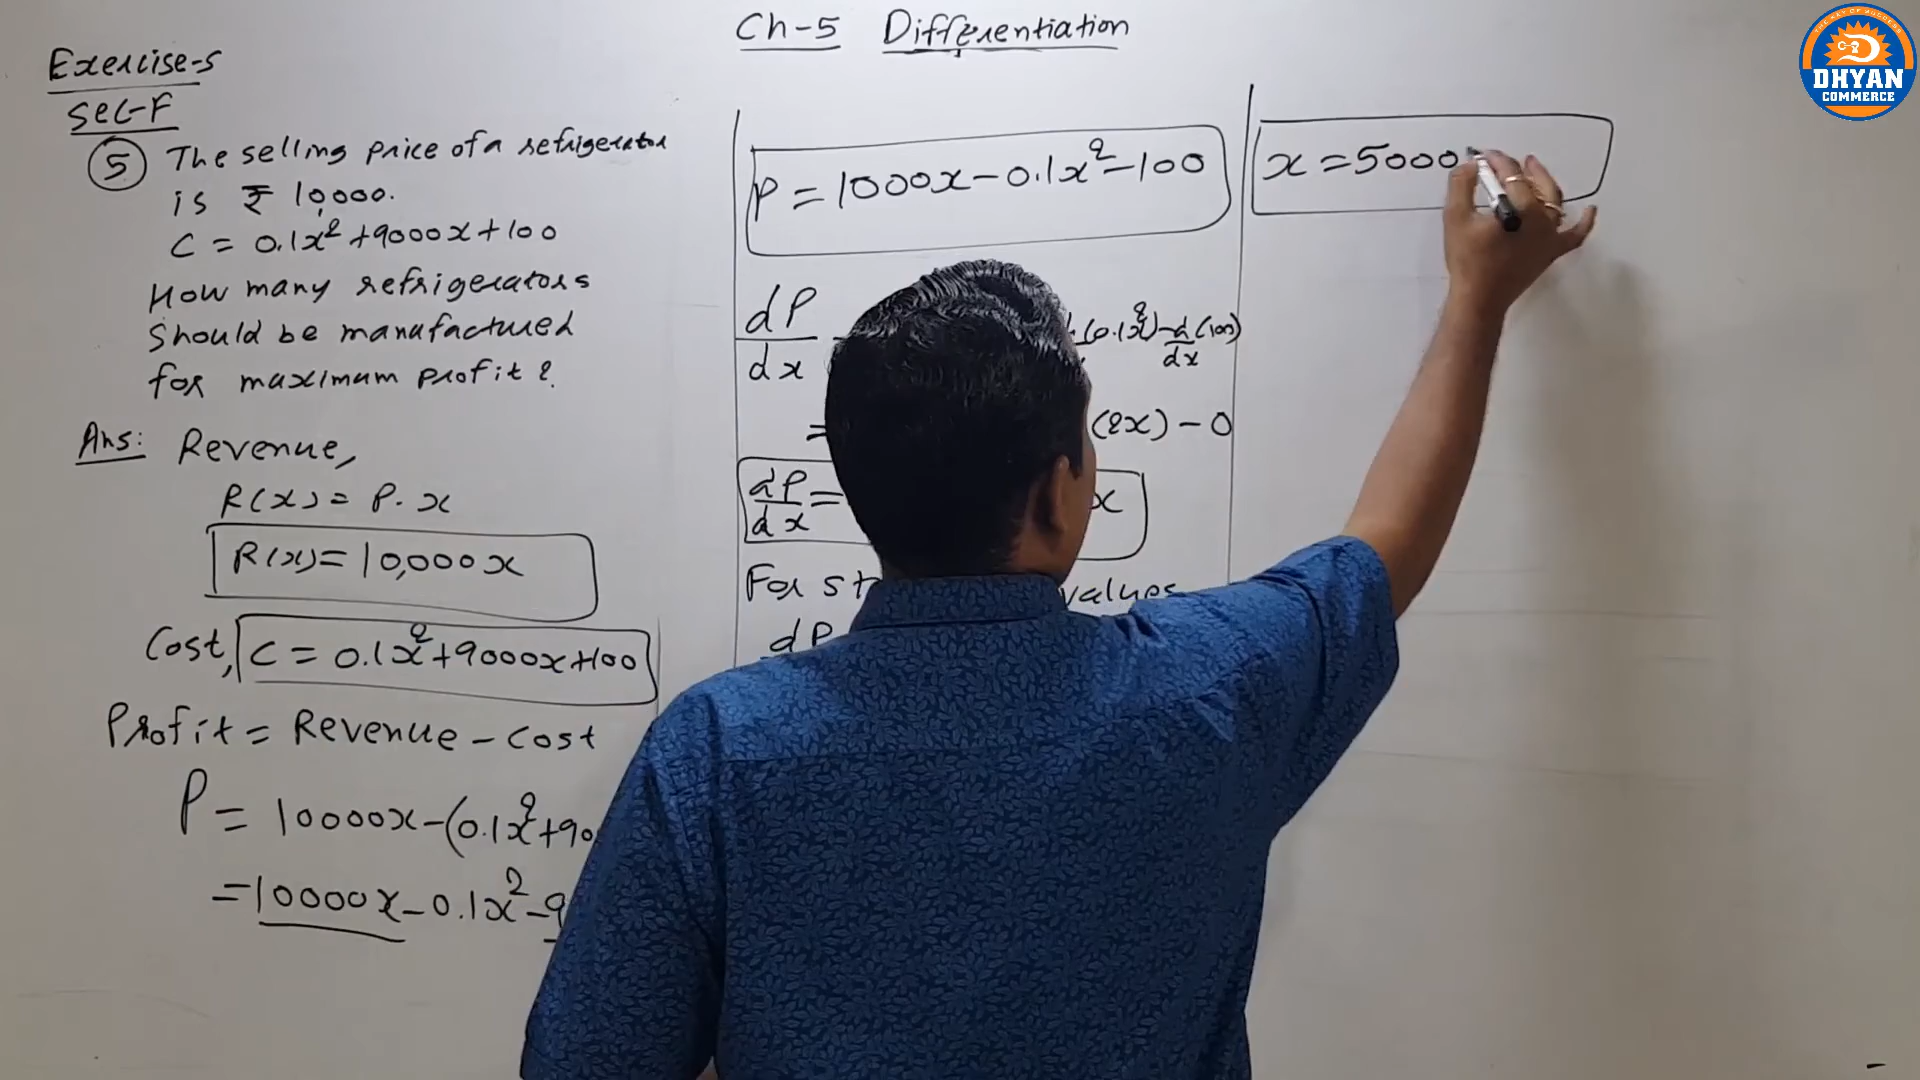 Ch-5 Differentiation
Exercise-5
Sec-F
5 The selling price of a refrigerator
is ₹ 10,000.
C = 0.1x²+9000x+100
How many refrigerators
should be manufactured
for maximum profit?
Ans: Revenue,
R(x) = P. x
R(x) = 10,000x
Cost, C = 0.1x²+9000x+100
Profit = Revenue - Cost
P = 10000x-(0.1x²+90
=10000x-0.1x²-9
P = 1000x-0.1x²-100
dP/dx (0.1x²)-d/dx(100)
= (2x) - 0
dP/dx = x
For values
dP
x = 5000
DHYAN
COMMERCE